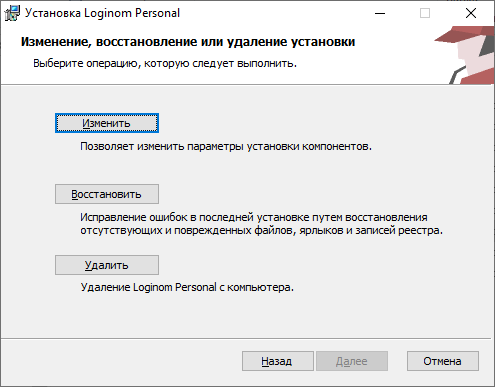 Установка Loginom Personal
Изменение, восстановление или удаление установки
Выберите операцию, которую следует выполнить.
Изменить
Позволяет изменить параметры установки компонентов.
Восстановить
Исправление ошибок в последней установке путем восстановления
отсутствующих и поврежденных файлов, ярлыков и записей реестра.
Удалить
Удаление Loginom Personal с компьютера.
Назад Далее Отмена